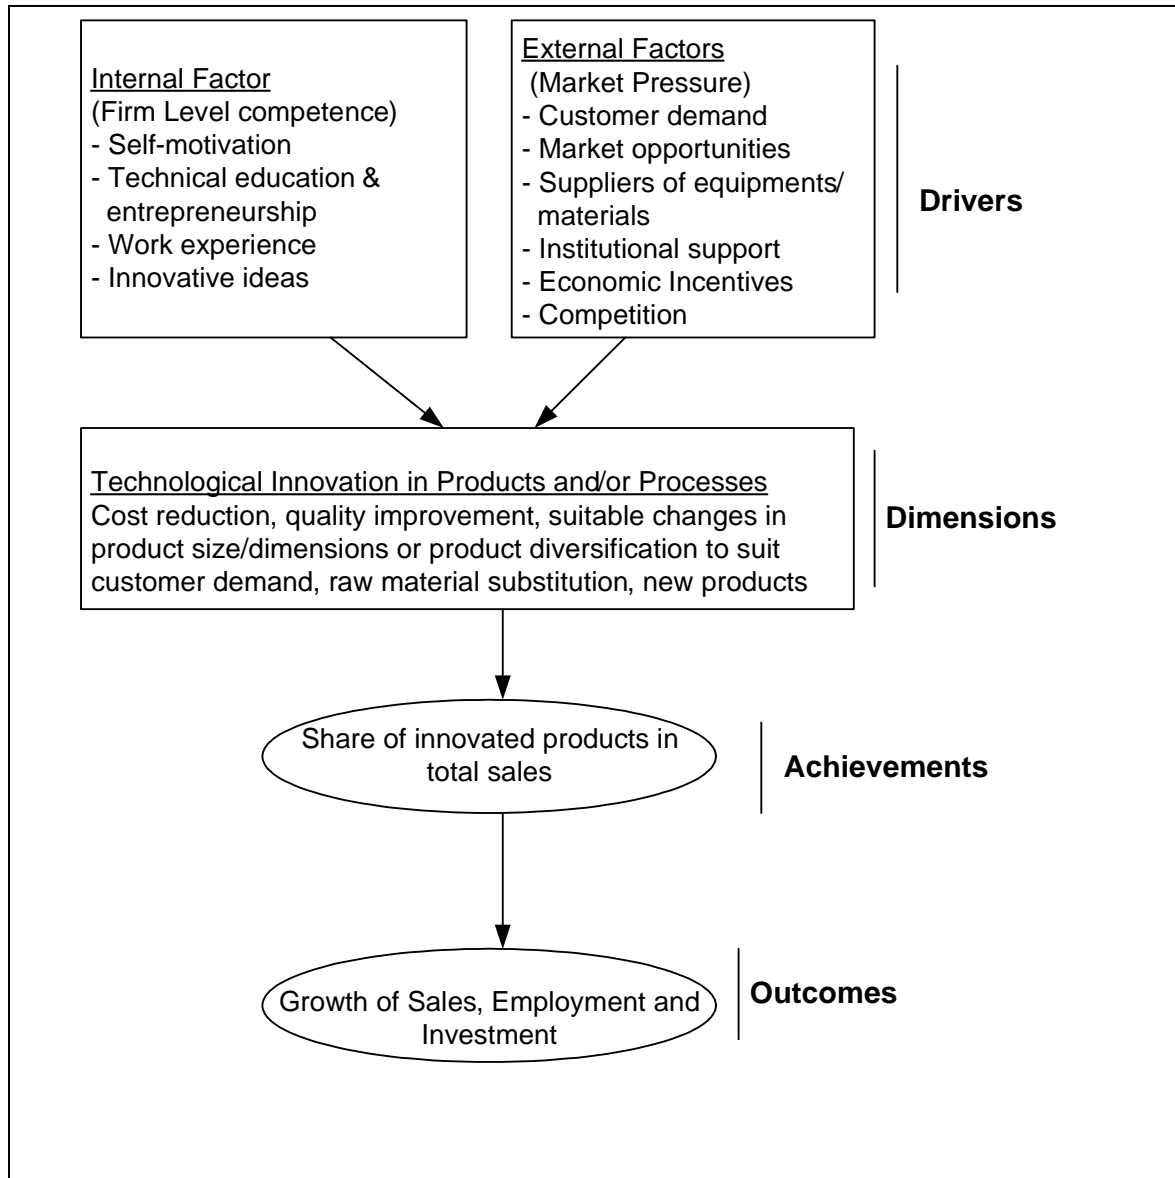 Internal Factor
(Firm Level competence)
- Self-motivation
- Technical education &
entrepreneurship
- Work experience
- Innovative ideas
External Factors
(Market Pressure)
- Customer demand
- Market opportunities
- Suppliers of equipments/
materials
- Institutional support
- Economic Incentives
- Competition
Drivers
Technological Innovation in Products and/or Processes
Cost reduction, quality improvement, suitable changes in
product size/dimensions or product diversification to suit
customer demand, raw material substitution, new products
Dimensions
Share of innovated products in
total sales
Achievements
Growth of Sales, Employment and
Investment
Outcomes